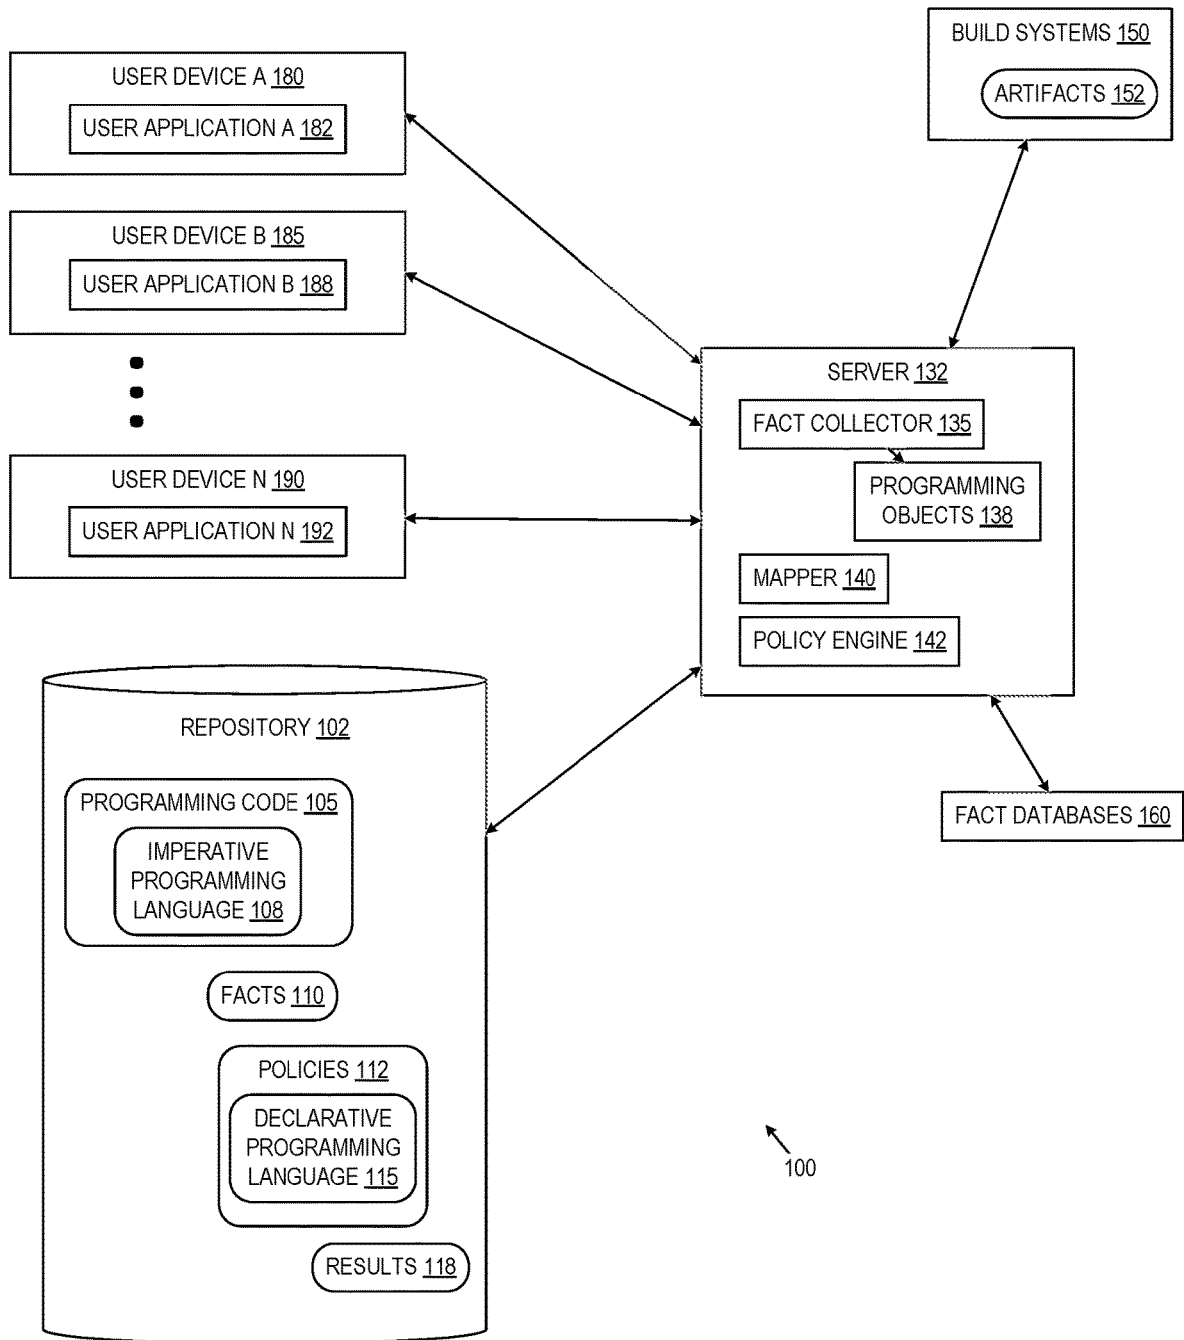 USER DEVICE A 180
USER APPLICATION A 182
USER DEVICE B 185
USER APPLICATION B 188
USER DEVICE N 190
USER APPLICATION N 192
BUILD SYSTEMS 150
ARTIFACTS 152
SERVER 132
FACT COLLECTOR 135
PROGRAMMING
OBJECTS 138
MAPPER 140
POLICY ENGINE 142
FACT DATABASES 160
REPOSITORY 102
PROGRAMMING CODE 105
IMPERATIVE
PROGRAMMING
LANGUAGE 108
FACTS 110
POLICIES 112
DECLARATIVE
PROGRAMMING
LANGUAGE 115
RESULTS 118
100